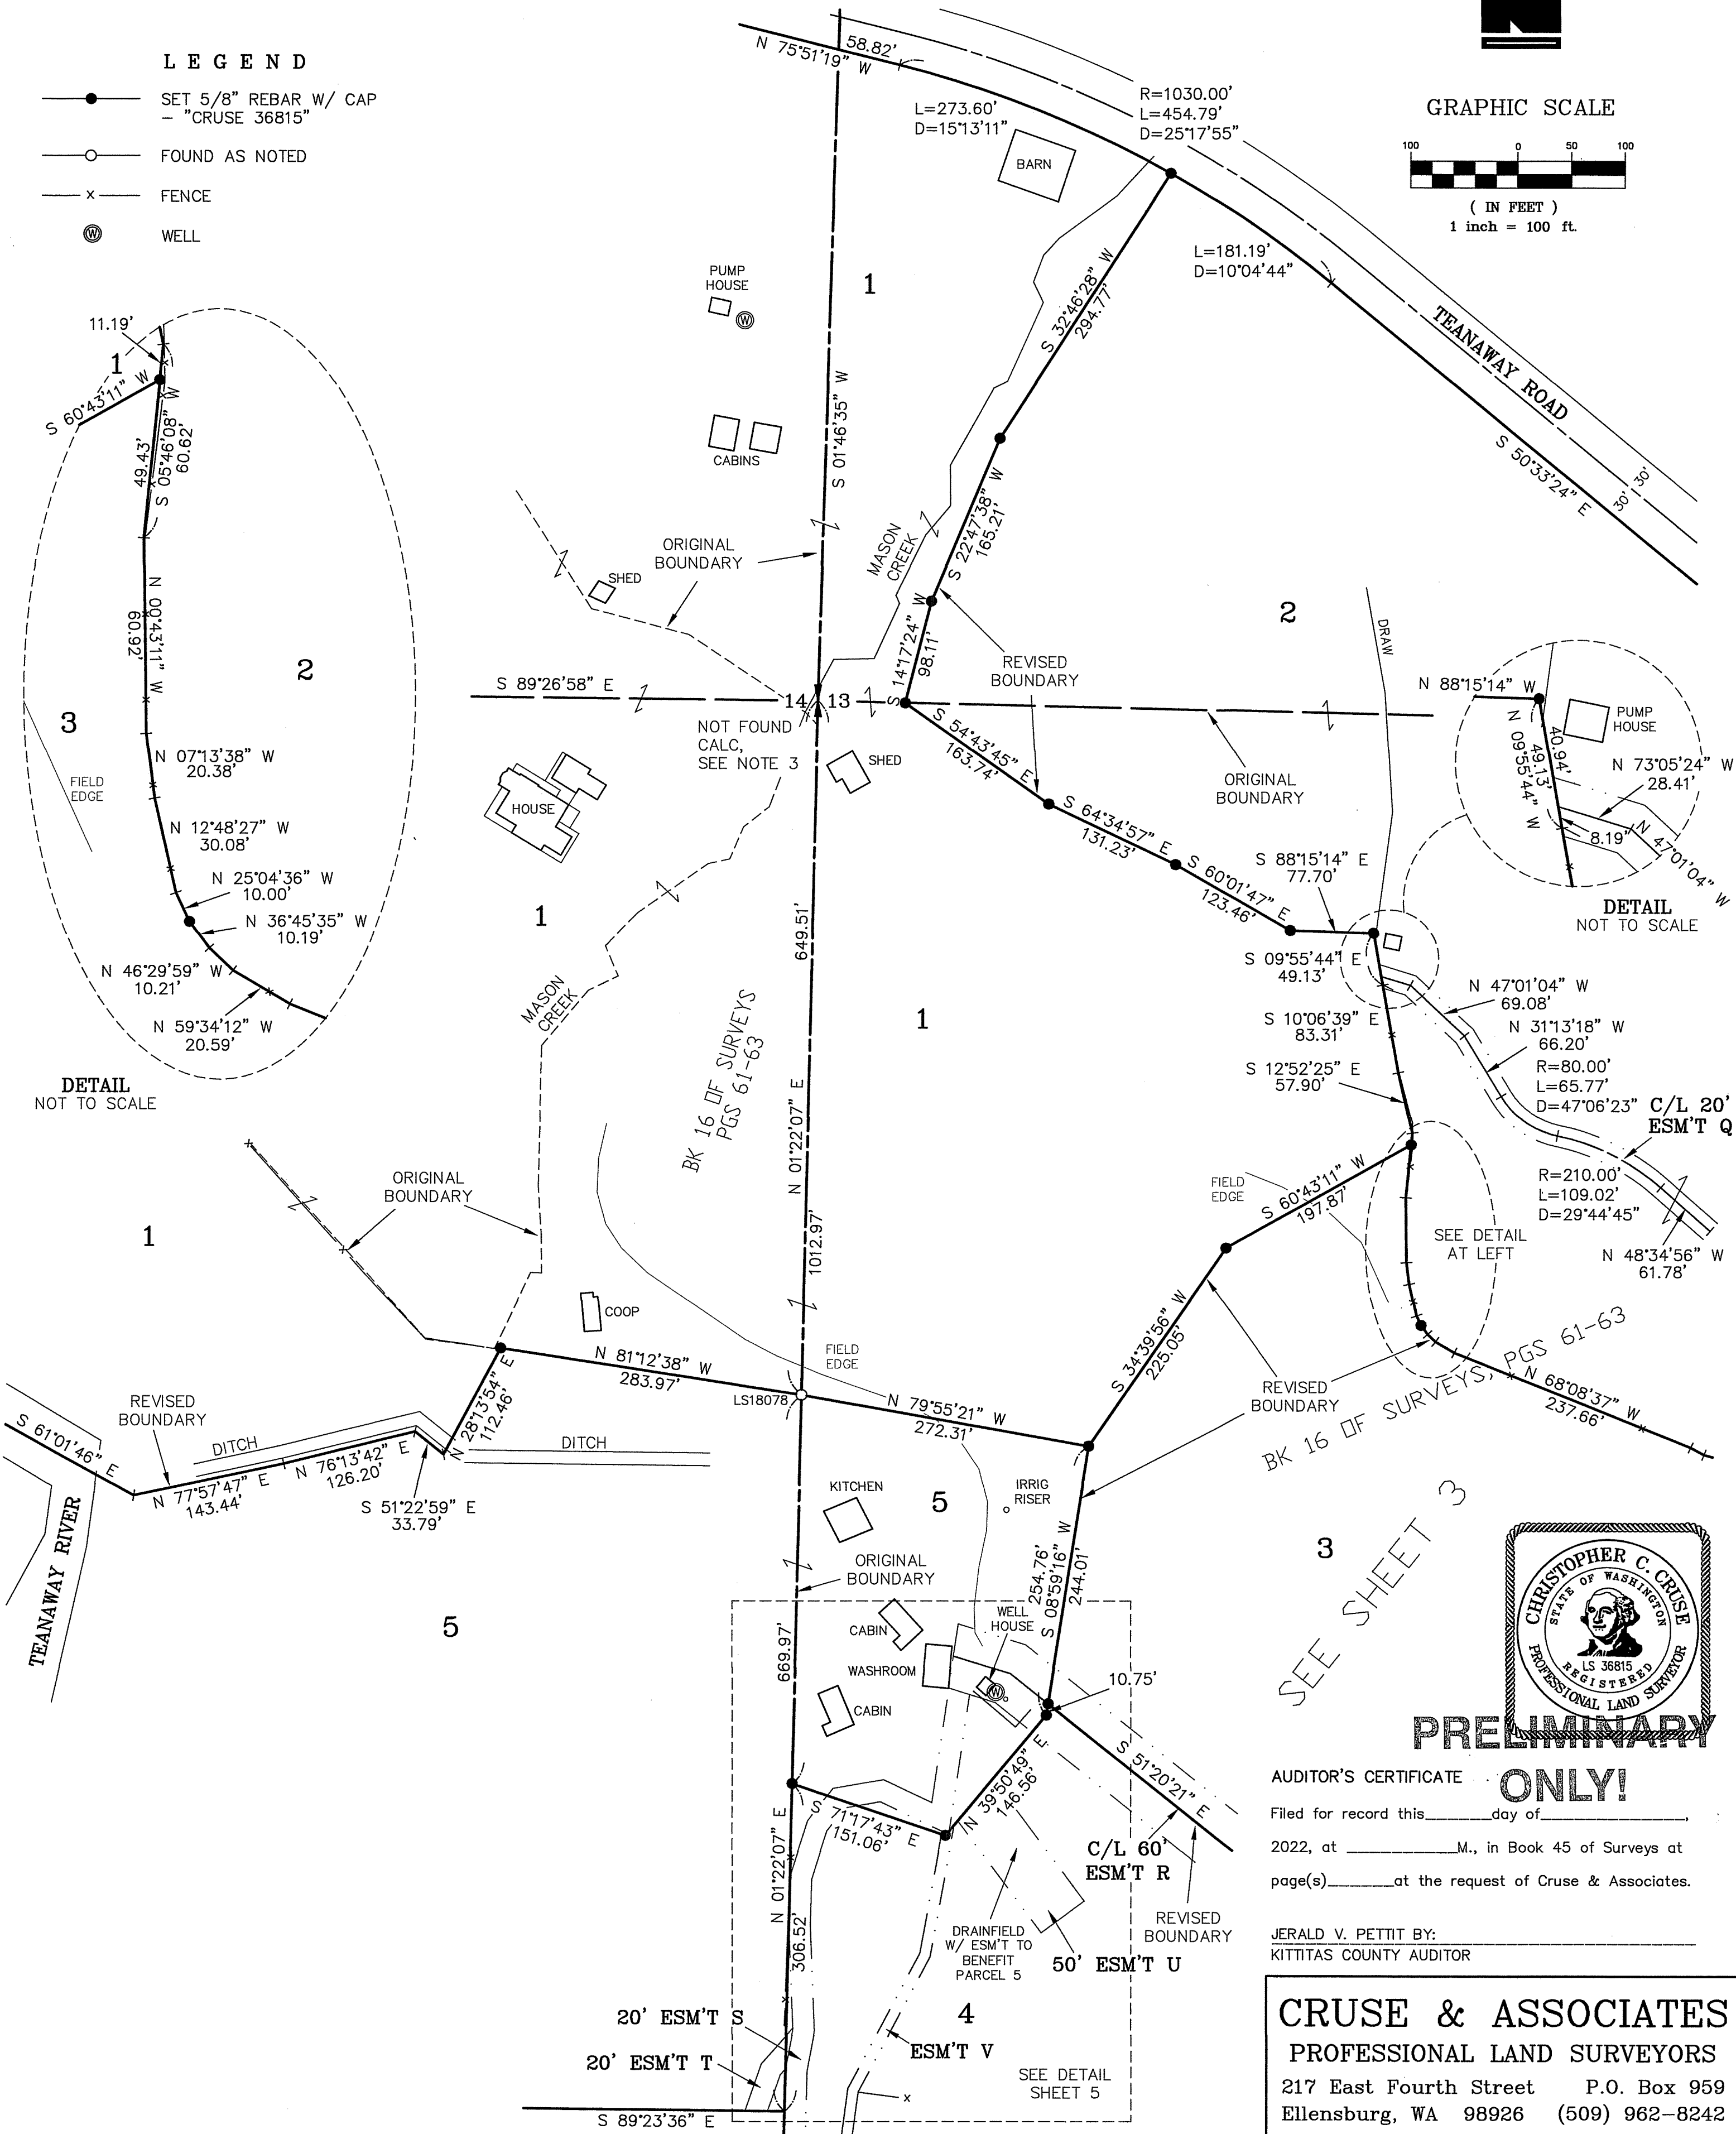 LEGEND
SET 5/8" REBAR W/ CAP
– "CRUSE 36815"
FOUND AS NOTED
x FENCE
W WELL
N 75°51'19" W
58.82'
L=273.60'
D=15°13'11"
R=1030.00'
L=454.79'
D=25°17'55"
BARN
GRAPHIC SCALE
100 0 50 100
( IN FEET )
1 inch = 100 ft.
L=181.19'
D=10°04'44"
TEANAWAY ROAD
S 50°33'24" E
30' 30'
PUMP
HOUSE
W
1
S 32°46'28" W
294.77'
S 01°46'35" W
CABINS
11.19'
1
S 60°43'11" W
49.43'
S 05°46'08" W
60.62'
N 00°43'11" W
60.92'
2
3
FIELD
EDGE
N 07°13'38" W
20.38'
N 12°48'27" W
30.08'
N 25°04'36" W
10.00'
N 36°45'35" W
10.19'
N 46°29'59" W
10.21'
N 59°34'12" W
20.59'
DETAIL
NOT TO SCALE
ORIGINAL
BOUNDARY
SHED
MASON
CREEK
S 22°47'38" W
165.21'
S 14°17'24" W
98.11'
REVISED
BOUNDARY
2
DRAW
S 89°26'58" E
14 13
NOT FOUND
CALC,
SEE NOTE 3
SHED
HOUSE
S 54°43'45" E
163.74'
ORIGINAL
BOUNDARY
S 64°34'57" E
131.23'
S 60°01'47" E
123.46'
S 88°15'14" E
77.70'
N 88°15'14" W
PUMP
HOUSE
40.94'
49.13'
N 09°55'44" W
N 73°05'24" W
28.41'
8.19'
N 47°01'04" W
DETAIL
NOT TO SCALE
1
649.51'
MASON
CREEK
BK 16 OF SURVEYS
PGS 61-63
1
N 01°22'07" E
1012.97'
S 09°55'44" E
49.13'
S 10°06'39" E
83.31'
S 12°52'25" E
57.90'
N 47°01'04" W
69.08'
N 31°13'18" W
66.20'
R=80.00'
L=65.77'
D=47°06'23"
C/L 20'
ESM'T Q
R=210.00'
L=109.02'
D=29°44'45"
N 48°34'56" W
61.78'
ORIGINAL
BOUNDARY
1
FIELD
EDGE
S 60°43'11" W
197.87'
SEE DETAIL
AT LEFT
COOP
S 34°39'56" W
225.05'
N 81°12'38" W
283.97'
FIELD
EDGE
LS18078
N 79°55'21" W
272.31'
REVISED
BOUNDARY
N 68°08'37" W
237.66'
BK 16 OF SURVEYS, PGS 61-63
REVISED
BOUNDARY
S 61°01'46" E
DITCH
N 77°57'47" E
143.44'
N 76°13'42" E
126.20'
S 51°22'59" E
33.79'
N 28°13'54" E
112.46'
DITCH
TEANAWAY RIVER
KITCHEN
5
IRRIG
RISER
254.76'
S 08°59'16" W
244.01'
3
SEE SHEET 3
ORIGINAL
BOUNDARY
5
669.97'
CABIN
WELL
HOUSE
WASHROOM
W
CABIN
10.75'
S 51°20'21" E
N 39°50'49" E
146.56'
S 71°17'43" E
151.06'
N 01°22'07" E
306.52'
C/L 60'
ESM'T R
REVISED
BOUNDARY
DRAINFIELD
W/ ESM'T TO
BENEFIT
PARCEL 5
50' ESM'T U
4
20' ESM'T S
20' ESM'T T
ESM'T V
SEE DETAIL
SHEET 5
S 89°23'36" E
CHRISTOPHER C. CRUSE
STATE OF WASHINGTON
LS 36815
REGISTERED
PROFESSIONAL LAND SURVEYOR
PRELIMINARY
ONLY!
AUDITOR'S CERTIFICATE
Filed for record this______day of______________,
2022, at __________M., in Book 45 of Surveys at
page(s)______at the request of Cruse & Associates.
JERALD V. PETTIT BY:
KITTITAS COUNTY AUDITOR
CRUSE & ASSOCIATES
PROFESSIONAL LAND SURVEYORS
217 East Fourth Street P.O. Box 959
Ellensburg, WA 98926 (509) 962–8242